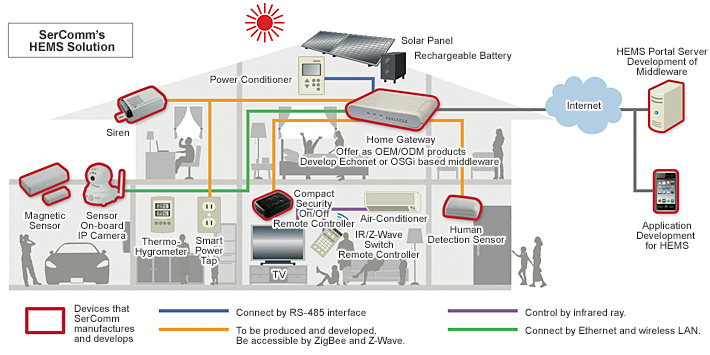 SerComm's
HEMS Solution
Solar Panel
Rechargeable Battery
Power Conditioner
HEMS Portal Server
Development of
Middleware
Internet
Siren
Home Gateway
Offer as OEM/ODM products
Develop Echonet or OSGi based middleware
Magnetic
Sensor
Sensor
On-board
IP Camera
Thermo-
Hygrometer
Smart
Power
Tap
Compact
Security
On/Off
Remote Controller
Air-Conditioner
IR/Z-Wave
Switch
Remote Controller
TV
Human
Detection Sensor
Application
Development
for HEMS
Devices that
SerComm
manufactures
and develops
Connect by RS-485 interface
To be produced and developed.
Be accessible by ZigBee and Z-Wave.
Control by infrared ray.
Connect by Ethernet and wireless LAN.